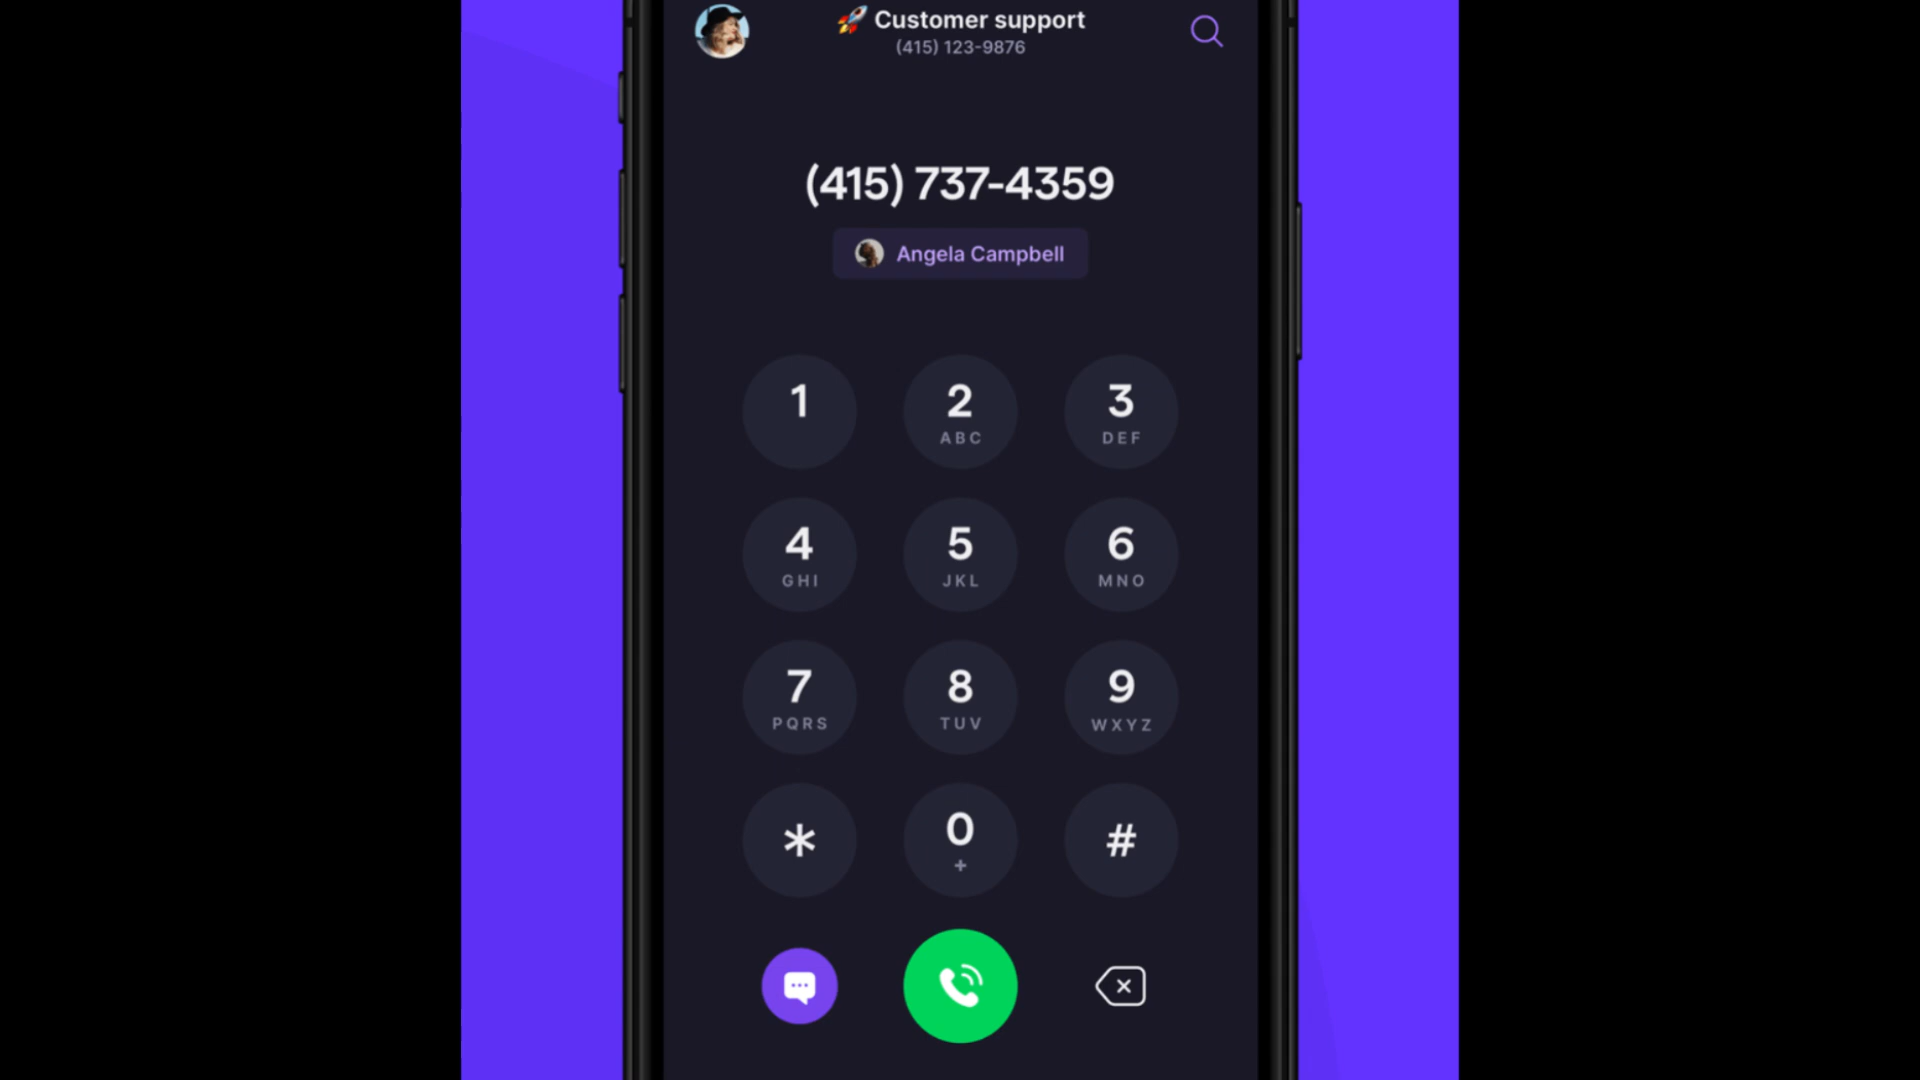 🚀 Customer support
(415) 123-9876
(415) 737-4359
Angela Campbell
1
2
ABC
3
DEF
4
GHI
5
JKL
6
MNO
7
PQRS
8
TUV
9
WXYZ
*
0
+
#